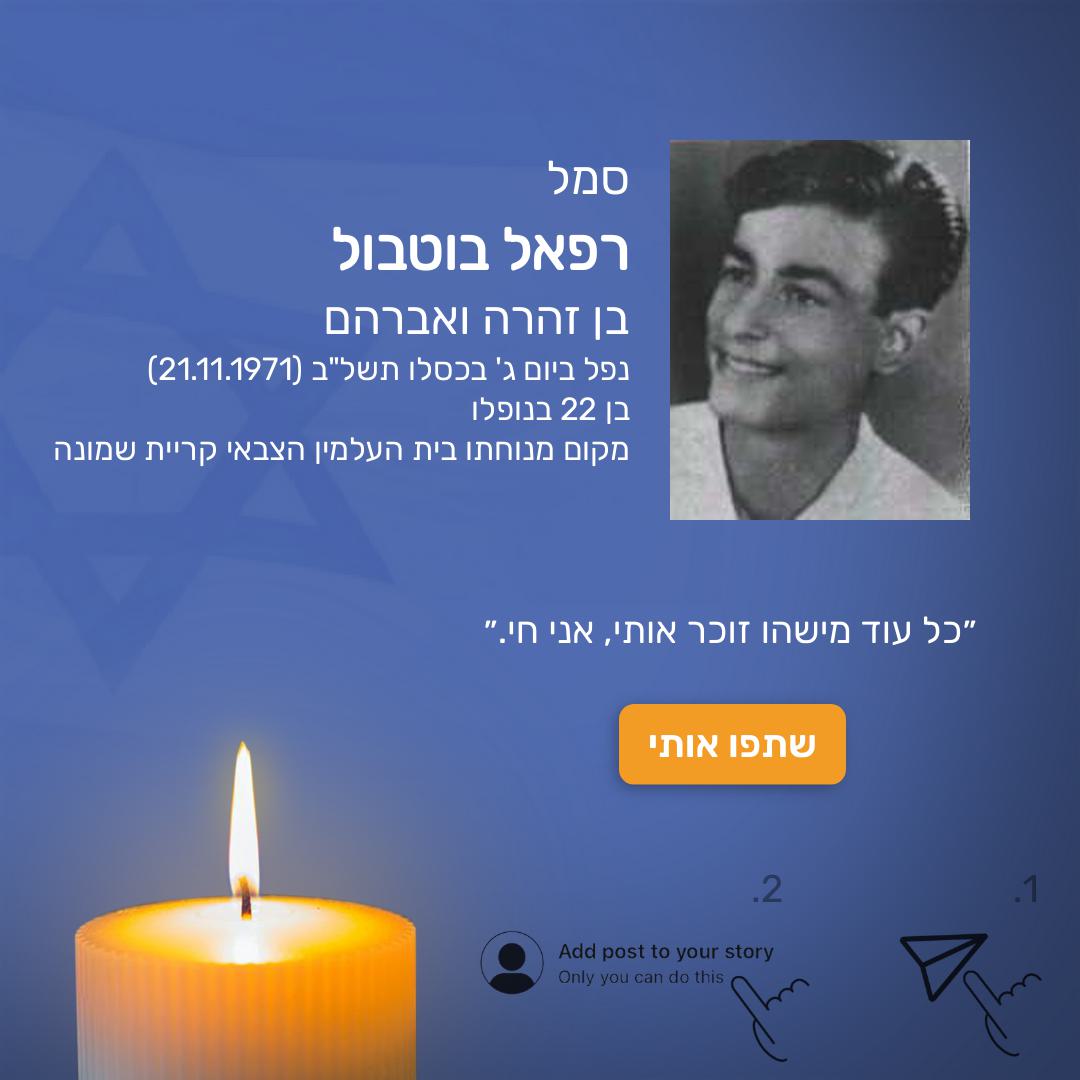 סמל
רפאל בוטבול
בן זהרה ואברהם
נפל ביום ג' בכסלו תשל"ב (21.11.1971)
בן 22 בנופלו
מקום מנוחתו בית העלמין הצבאי קריית שמונה
״כל עוד מישהו זוכר אותי, אני חי.״
שתפו אותי
1.
2.
Add post to your story
Only you can do this